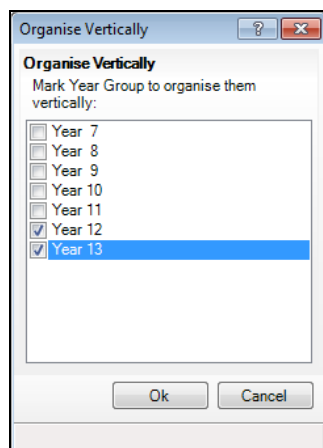 Organise Vertically
?
Organise Vertically
Mark Year Group to organise them
vertically:
Year 7
Year 8
Year 9
Year 10
Year 11
Year 12
Year 13
Ok Cancel